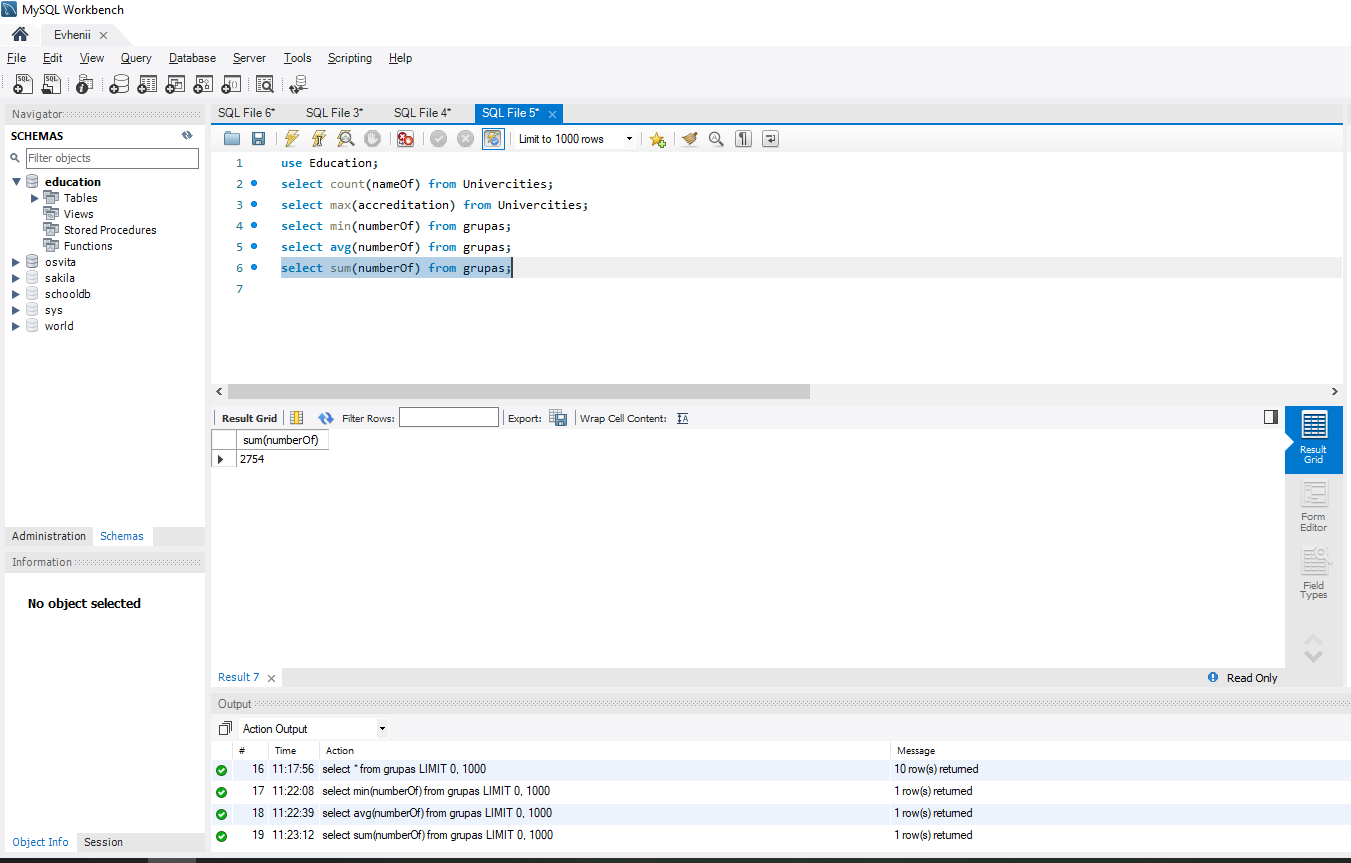 MySQL Workbench
Evhenii
File Edit View Query Database Server Tools Scripting Help
Navigator
SCHEMAS
Filter objects
education
Tables
Views
Stored Procedures
Functions
osvita
sakila
schooldb
sys
world
Administration Schemas
Information
No object selected
Object Info Session
SQL File 6* SQL File 3* SQL File 4* SQL File 5*
Limit to 1000 rows
1 use Education;
2 select count(nameOf) from Univercities;
3 select max(accreditation) from Univercities;
4 select min(numberOf) from grupas;
5 select avg(numberOf) from grupas;
6 select sum(numberOf) from grupas;
7
Result Grid Filter Rows: Export: Wrap Cell Content:
sum(numberOf)
2754
Result Grid
Form Editor
Field Types
Result 7 Read Only
Output
Action Output
# Time Action Message
16 11:17:56 select * from grupas LIMIT 0, 1000 10 row(s) returned
17 11:22:08 select min(numberOf) from grupas LIMIT 0, 1000 1 row(s) returned
18 11:22:39 select avg(numberOf) from grupas LIMIT 0, 1000 1 row(s) returned
19 11:23:12 select sum(numberOf) from grupas LIMIT 0, 1000 1 row(s) returned